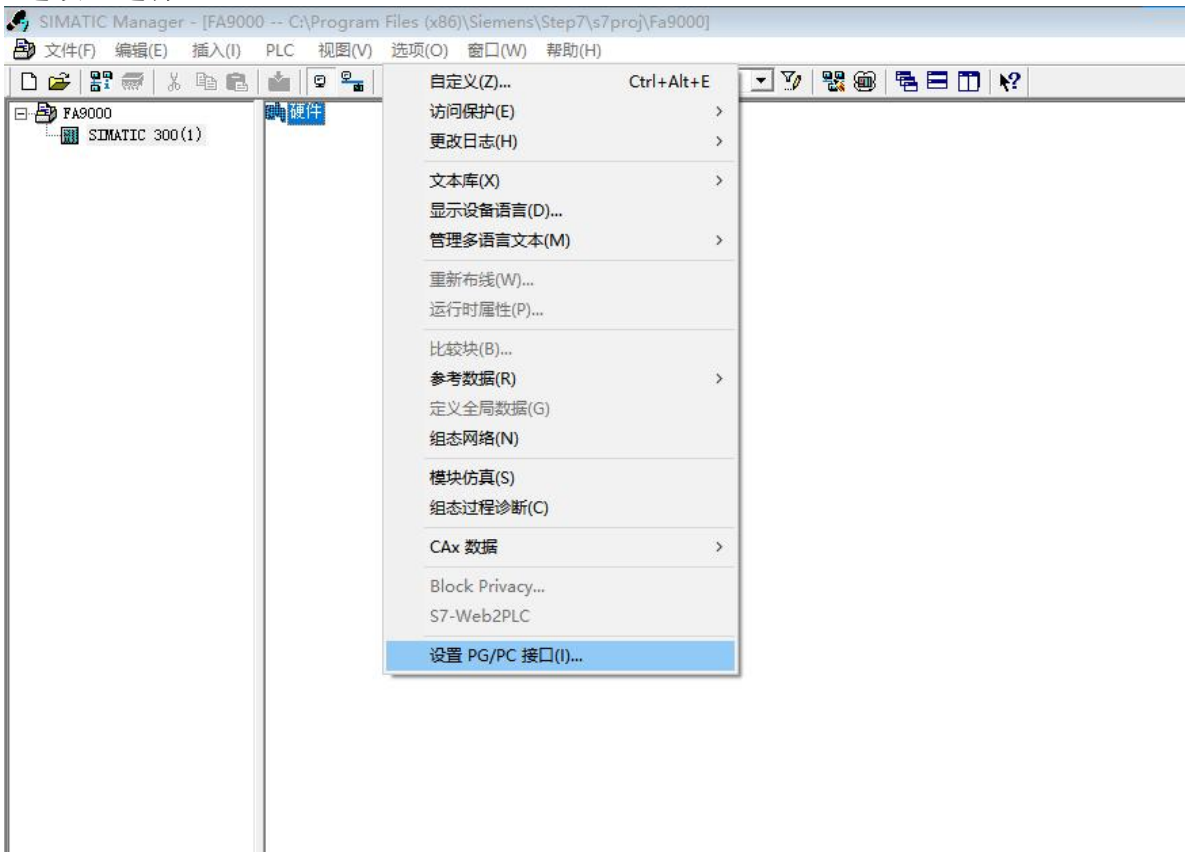 SIMATIC Manager - [FA9000 -- C:\Program Files (x86)\Siemens\Step7\s7proj\Fa9000]
文件(F) 编辑(E) 插入(I) PLC 视图(V) 选项(O) 窗口(W) 帮助(H)
FA9000
SIMATIC 300(1)
硬件
自定义(Z)... Ctrl+Alt+E
访问保护(E)
更改日志(H)
文本库(X)
显示设备语言(D)...
管理多语言文本(M)
重新布线(W)...
运行时属性(P)...
比较块(B)...
参考数据(R)
定义全局数据(G)
组态网络(N)
模块仿真(S)
组态过程诊断(C)
CAx 数据
Block Privacy...
S7-Web2PLC
设置 PG/PC 接口(I)...